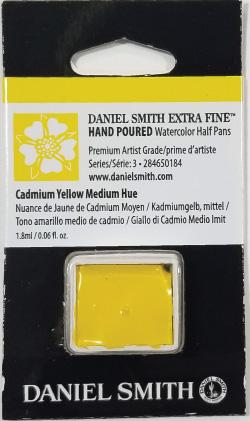 DANIEL SMITH EXTRA FINE™
HAND POURED Watercolor Half Pans
Premium Artist Grade/prime d'artiste
Series/Série: 3 • 284650184
www.danielsmith.com
Cadmium Yellow Medium Hue
Nuance de Jaune de Cadmium Moyen / Kadmiumgelb, mittel /
Tono amarillo medio de cadmio / Giallo di Cadmio Medio Imit
1.8ml / 0.06 fl. oz.
DANIEL SMITH